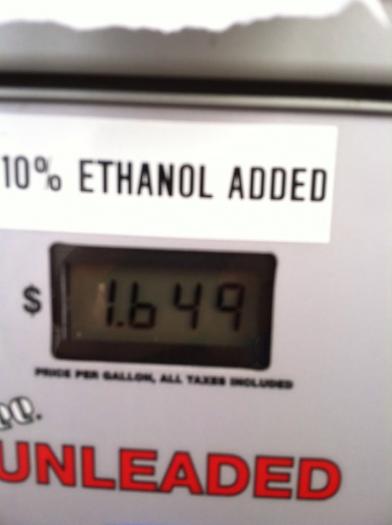 10% ETHANOL ADDED
$ 1.649
PRICE PER GALLON, ALL TAXES INCLUDED
UNLEADED